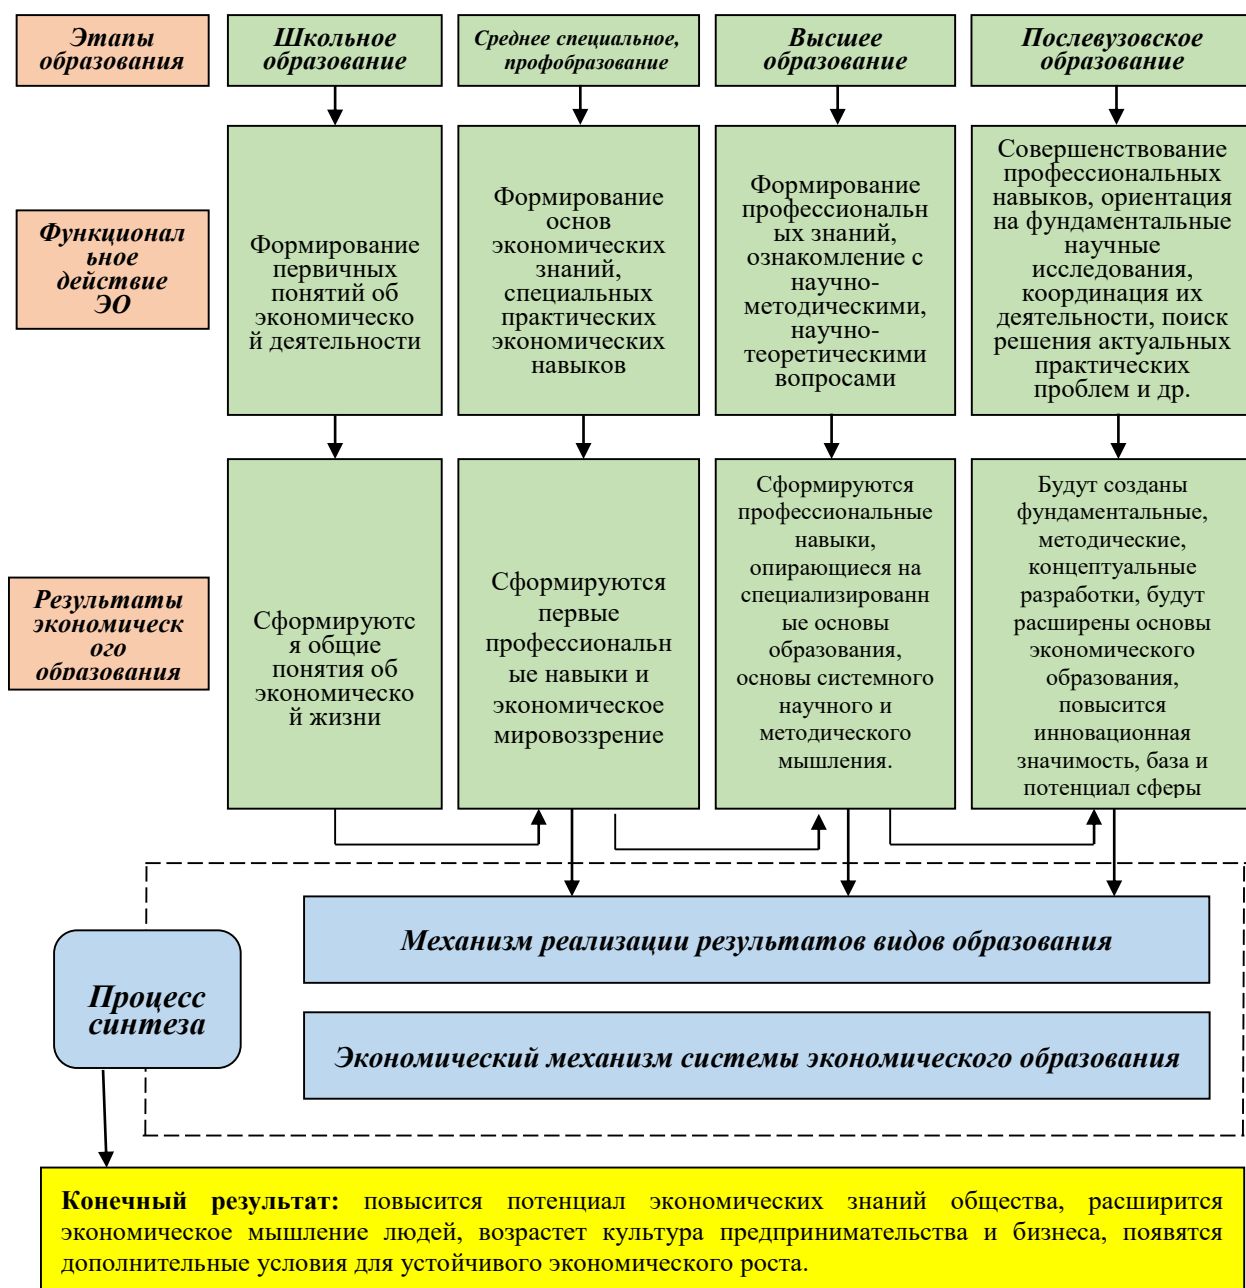 Этапы
образования
Школьное
образование
Среднее специальное,
профобразование
Высшее
образование
Послевузовское
образование
Функционал
ьное
действие
ЭО
Формирование
первичных
понятий об
экономическо
й деятельности
Формирование
основ
экономических
знаний,
специальных
практических
экономических
навыков
Формирование
профессиональн
ых знаний,
ознакомление с
научно-
методическими,
научно-
теоретическими
вопросами
Совершенствование
профессиональных
навыков, ориентация
на фундаментальные
научные
исследования,
координация их
деятельности, поиск
решения актуальных
практических
проблем и др.
Результаты
экономическ
ого
образования
Сформируютс
я общие
понятия об
экономическо
й жизни
Сформируются
первые
профессиональн
ые навыки и
экономическое
мировоззрение
Сформируются
профессиональные
навыки,
опирающиеся на
специализированн
ые основы
образования,
основы системного
научного и
методического
мышления.
Будут созданы
фундаментальные,
методические,
концептуальные
разработки, будут
расширены основы
экономического
образования,
повысится
инновационная
значимость, база и
потенциал сферы
Механизм реализации результатов видов образования
Процесс
синтеза
Экономический механизм системы экономического образования
Конечный результат: повысится потенциал экономических знаний общества, расширится
экономическое мышление людей, возрастет культура предпринимательства и бизнеса, появятся
дополнительные условия для устойчивого экономического роста.